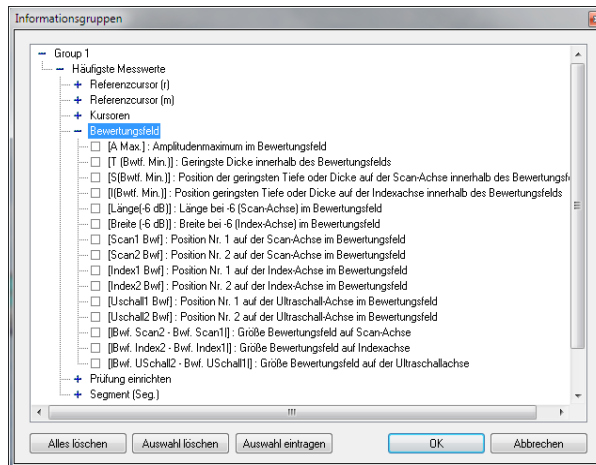 Informationsgruppen
Group 1
Häufigste Messwerte
Referenzcursor (r)
Referenzcursor (m)
Kursoren
Bewertungsfeld
[A Max.] : Amplitudenmaximum im Bewertungsfeld
[T (Bwtf. Min.)] : Geringste Dicke innerhalb des Bewertungsfelds
[S(Bwtf. Min.)] : Position der geringsten Tiefe oder Dicke auf der Scan-Achse innerhalb des Bewertungsfe
[I(Bwtf. Min.)] : Position geringsten Tiefe oder Dicke auf der Indexachse innerhalb des Bewertungsfelds
[Länge(-6 dB)] : Länge bei -6 (Scan-Achse) im Bewertungsfeld
[Breite (-6 dB)] : Breite bei -6 (Index-Achse) im Bewertungsfeld
[Scan1 Bwf] : Position Nr. 1 auf der Scan-Achse im Bewertungsfeld
[Scan2 Bwf] : Position Nr. 2 auf der Scan-Achse im Bewertungsfeld
[Index1 Bwf] : Position Nr. 1 auf der Index-Achse im Bewertungsfeld
[Index2 Bwf] : Position Nr. 2 auf der Index-Achse im Bewertungsfeld
[Uschall1 Bwf] : Position Nr. 1 auf der Ultraschall-Achse im Bewertungsfeld
[Uschall2 Bwf] : Position Nr. 2 auf der Ultraschall-Achse im Bewertungsfeld
[|Bwf. Scan2 - Bwf. Scan1|] : Größe Bewertungsfeld auf Scan-Achse
[|Bwf. Index2 - Bwf. Index1|] : Größe Bewertungsfeld auf Indexachse
[|Bwf. USchall2 - Bwf. USchall1|] : Größe Bewertungsfeld auf der Ultraschallachse
Prüfung einrichten
Segment (Seg.)
Alles löschen Auswahl löschen Auswahl eintragen OK Abbrechen